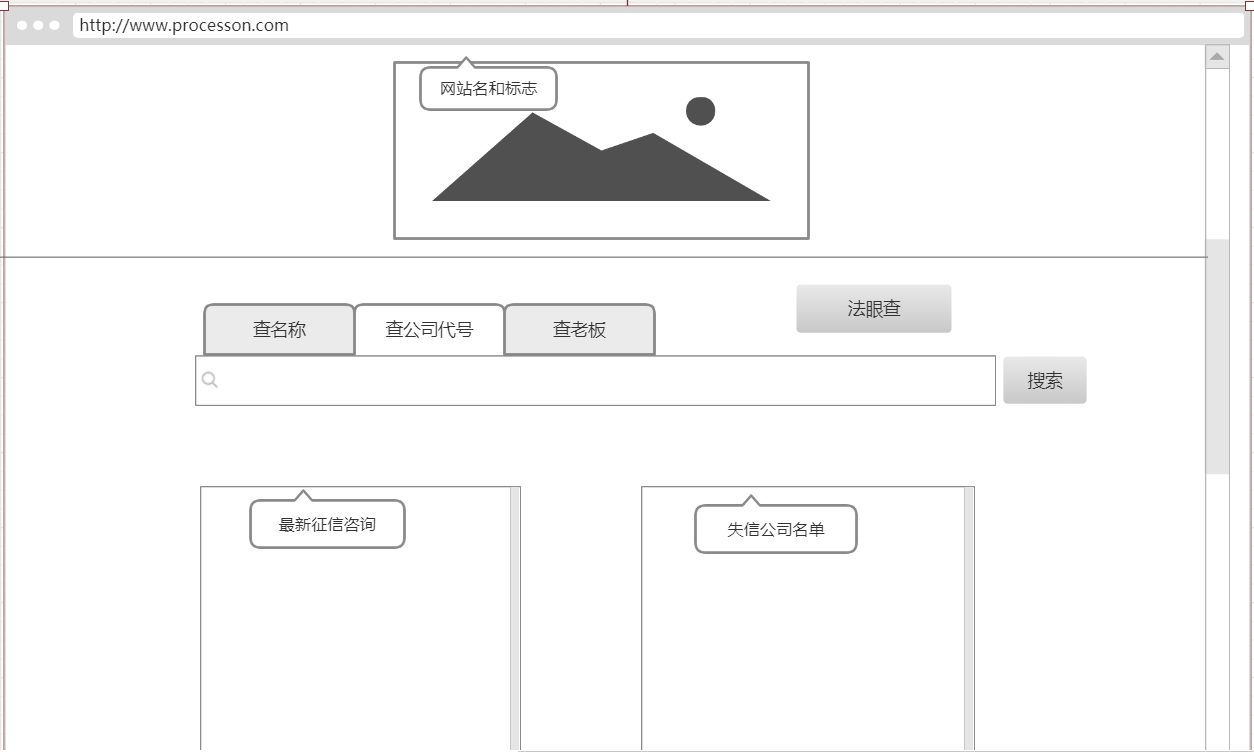 http://www.processon.com
网站名和标志
法眼查
查名称
查公司代号
查老板
搜索
最新征信咨询
失信公司名单